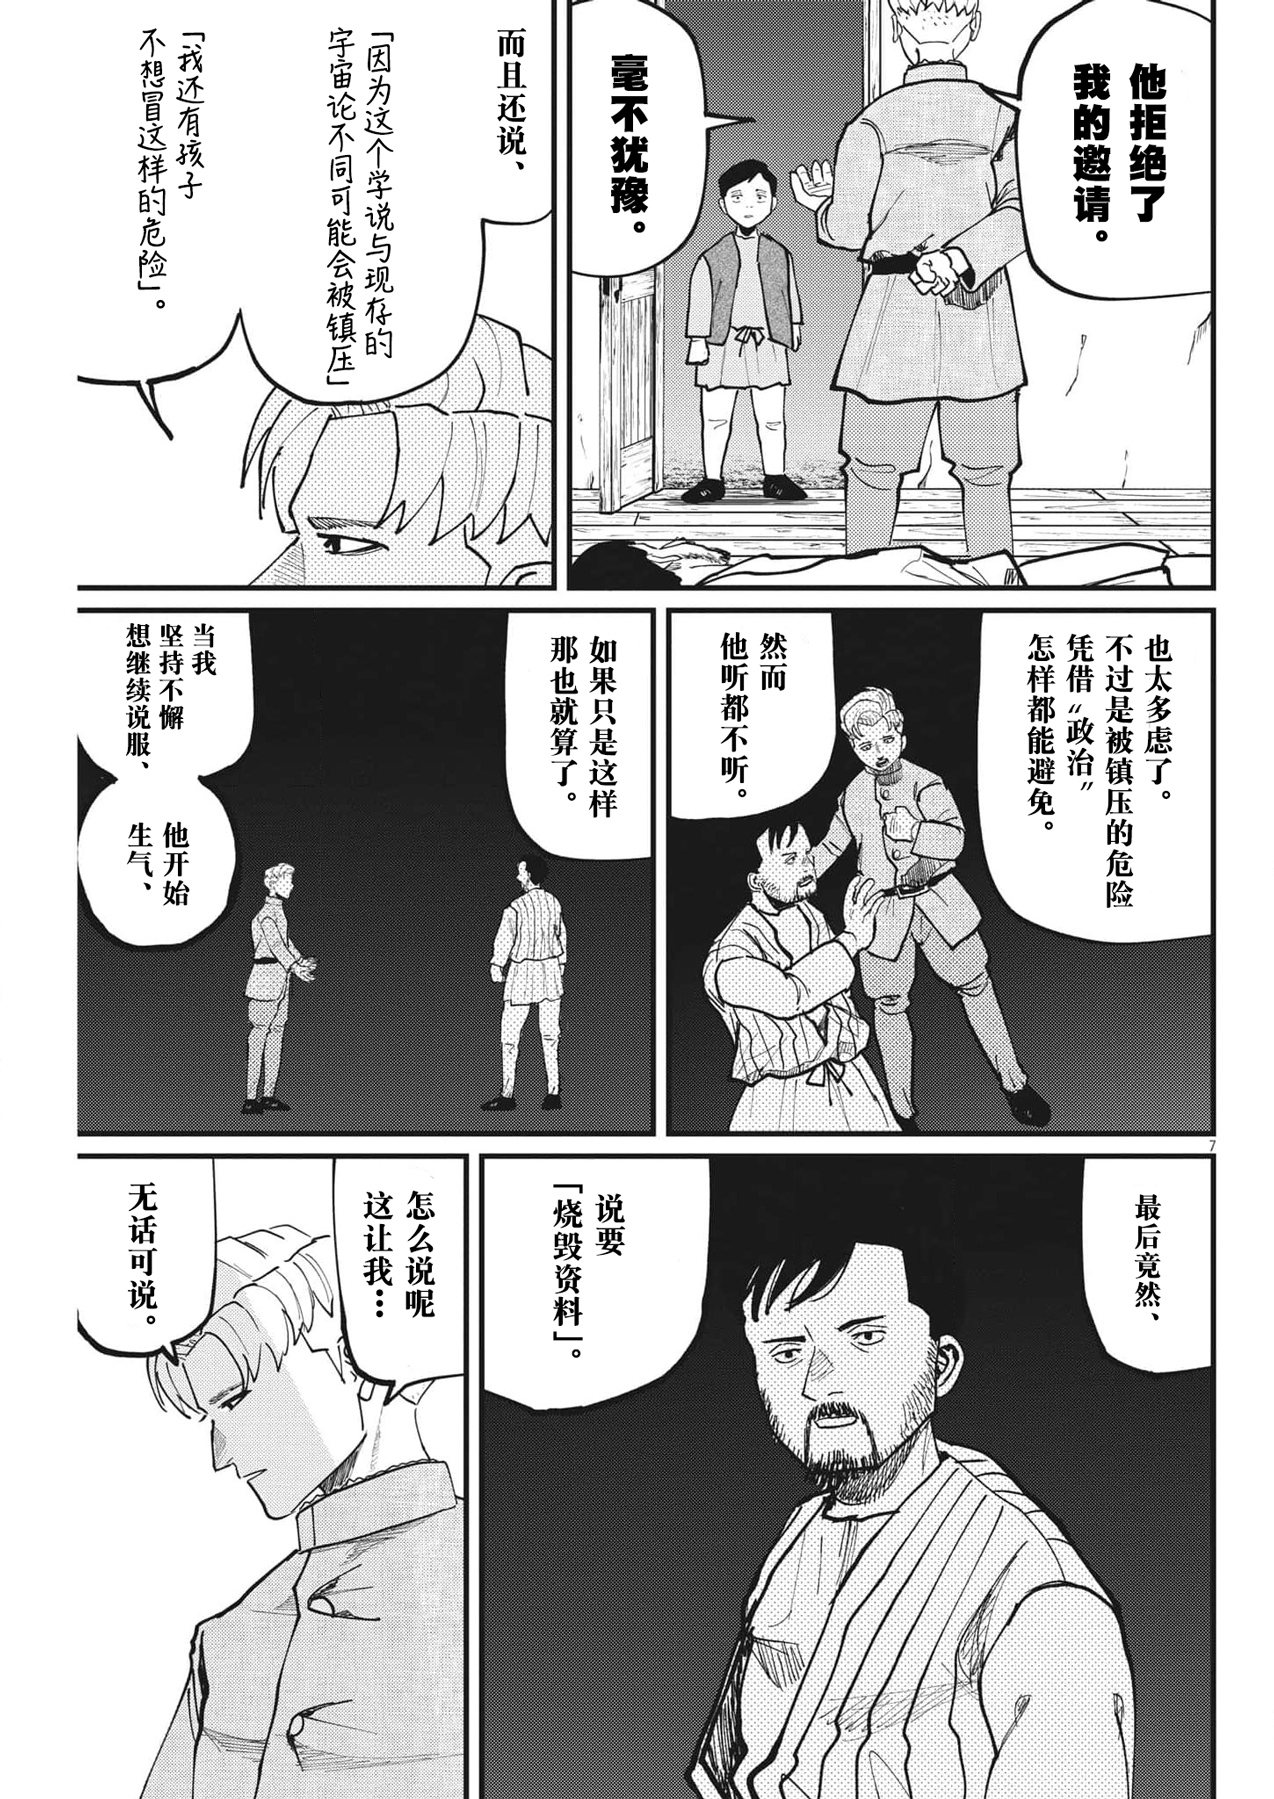 他拒绝了
我的邀请。
毫不犹豫。
而且还说、
「因为这个学说与现存的
宇宙论不同可能会被镇压」
「我还有孩子
不想冒这样的危险」。
也太多虑了。
不过是被镇压的危险
凭借“政治”
怎样都能避免。
然而
他听都不听。
如果只是这样
那也就算了。
当我
坚持不懈
想继续说服、
他开始
生气、
7
最后竟然、
说要
「烧毁资料」。
怎么说呢
这让我…
无话可说。